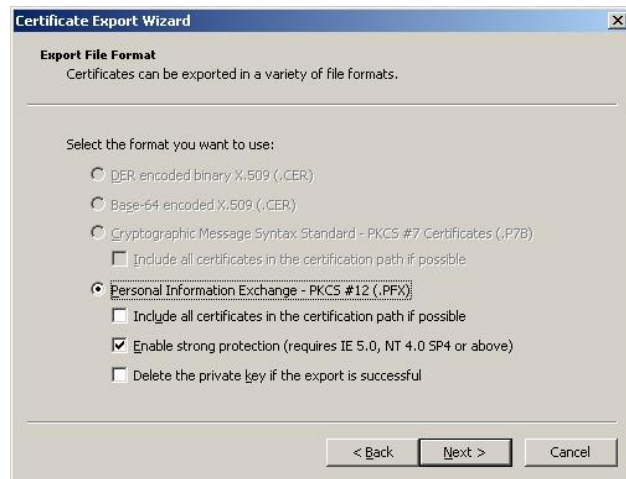 Certificate Export Wizard
Export File Format
Certificates can be exported in a variety of file formats.
Select the format you want to use:
DER encoded binary X.509 (.CER)
Base-64 encoded X.509 (.CER)
Cryptographic Message Syntax Standard - PKCS #7 Certificates (.P7B)
Include all certificates in the certification path if possible
Personal Information Exchange - PKCS #12 (.PFX)
Include all certificates in the certification path if possible
Enable strong protection (requires IE 5.0, NT 4.0 SP4 or above)
Delete the private key if the export is successful
< Back Next > Cancel